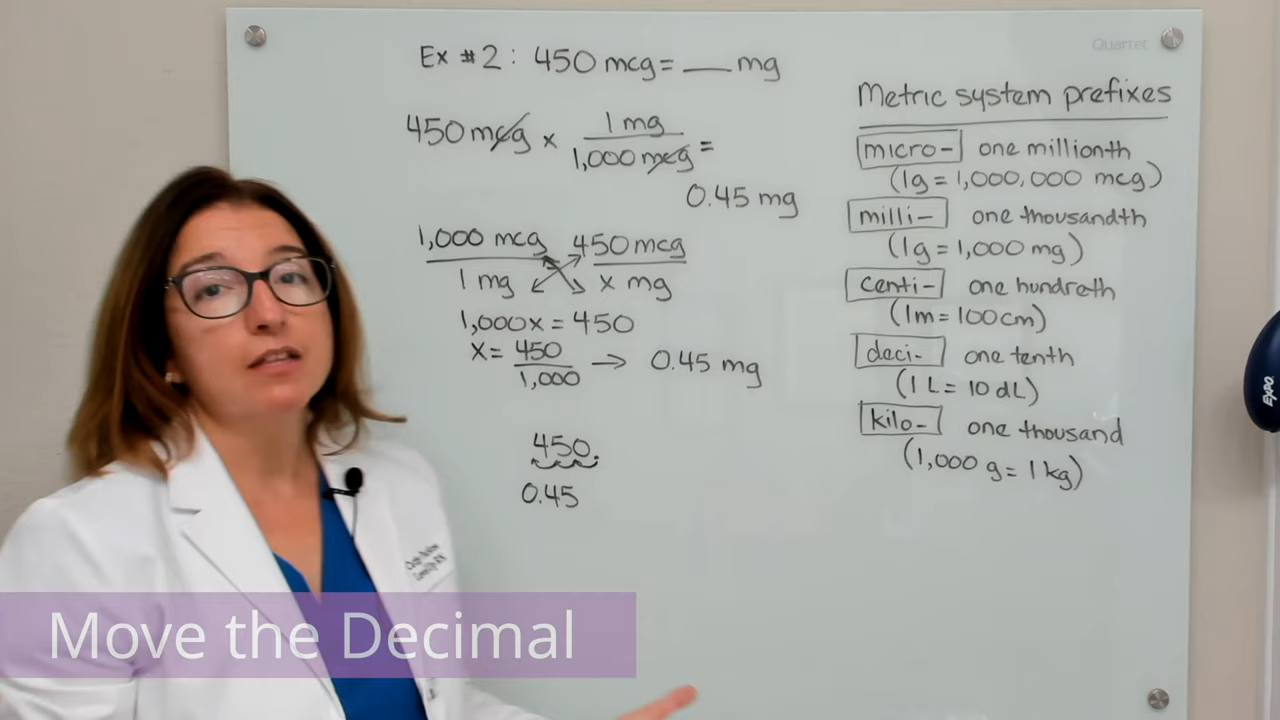 Quartet
Ex #2: 450 mcg = ___ mg
450 mcg x 1 mg / 1,000 mcg =
0.45 mg
1,000 mcg 450 mcg
1 mg x mg
1,000x = 450
x = 450 / 1,000 → 0.45 mg
450.
0.45
Metric system prefixes
micro- one millionth
(1g = 1,000,000 mcg)
milli- one thousandth
(1g = 1,000 mg)
centi- one hundreth
(1m = 100cm)
deci- one tenth
(1 L = 10 dL)
kilo- one thousand
(1,000 g = 1 kg)
EXPO
Move the Decimal